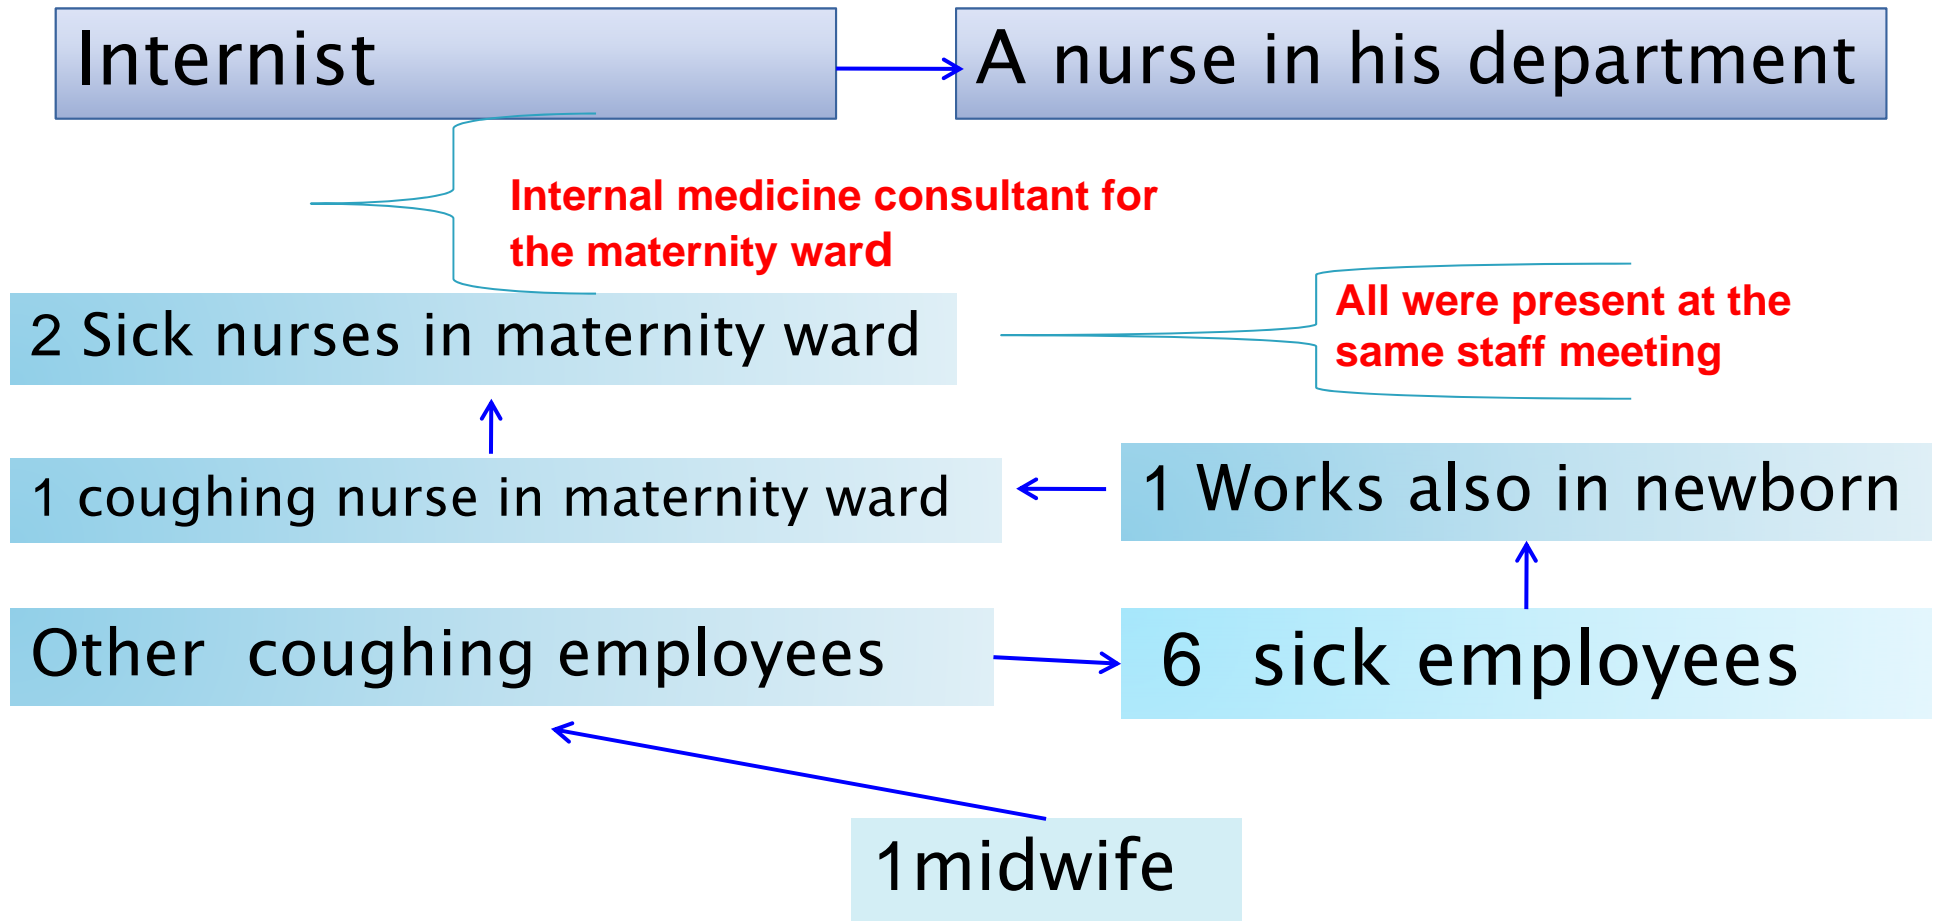 Internist
A nurse in his department
Internal medicine consultant for
the maternity ward
2 Sick nurses in maternity ward
All were present at the
same staff meeting
1 coughing nurse in maternity ward
1 Works also in newborn
Other coughing employees
6 sick employees
1midwife